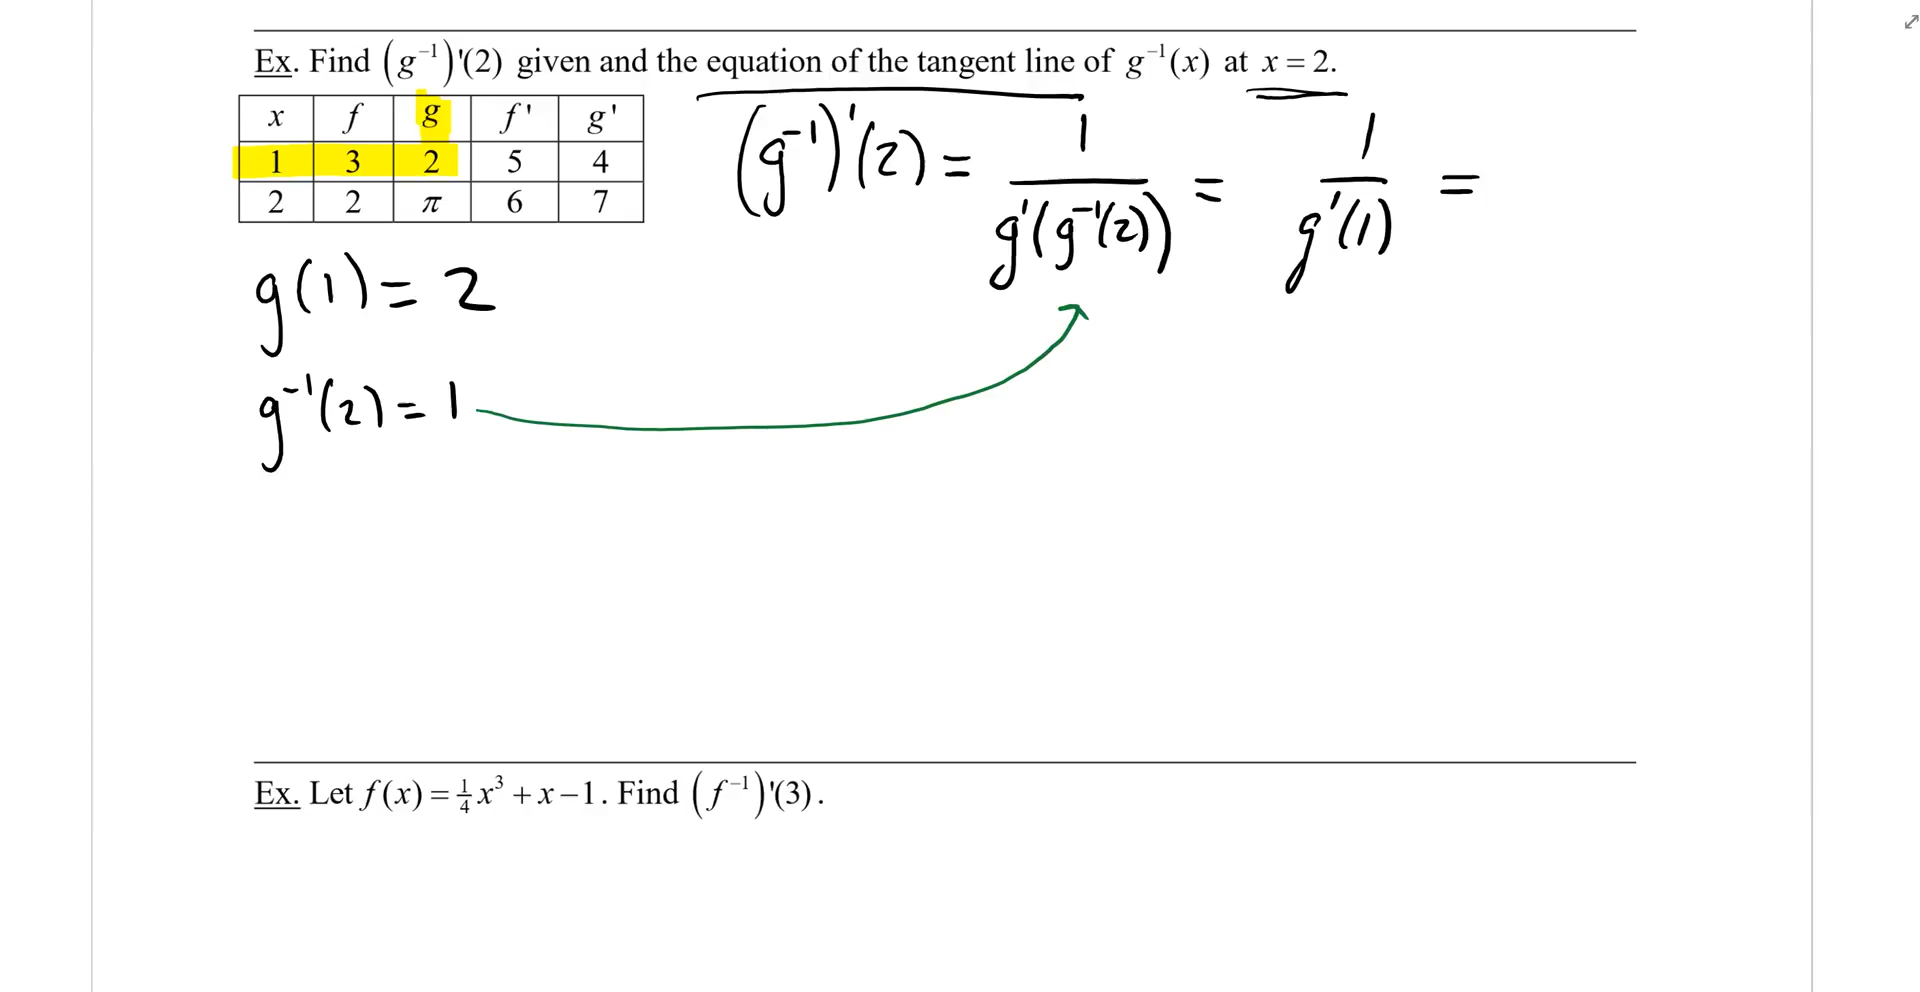 Ex. Find (g⁻¹)'(2) given and the equation of the tangent line of g⁻¹(x) at x = 2.
x f g f' g'
1 3 2 5 4
2 2 π 6 7
(g⁻¹)'(2) = 1/(g'(g⁻¹(2))) = 1/(g'(1)) =
g(1) = 2
g⁻¹(2) = 1
Ex. Let f(x) = ¼x³ + x − 1. Find (f⁻¹)'(3).